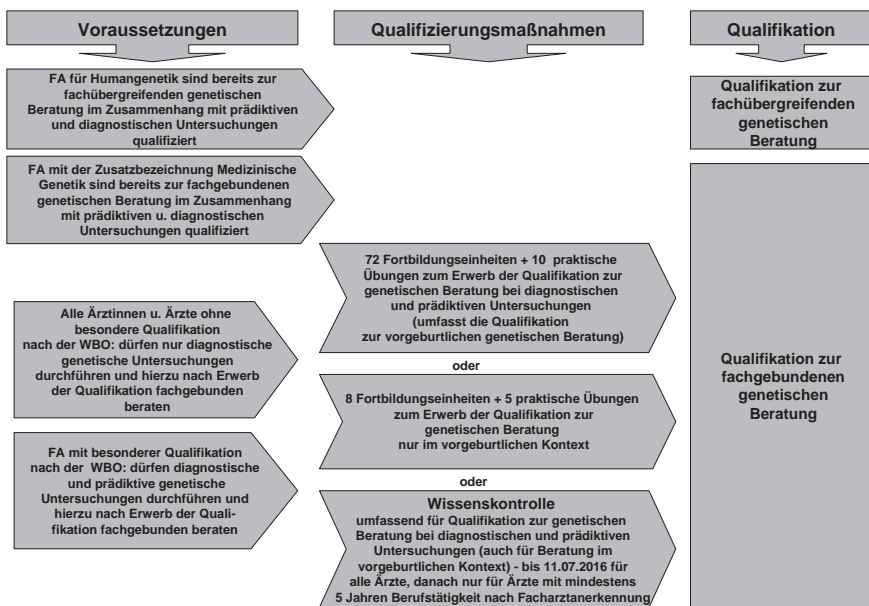 Voraussetzungen
Qualifizierungsmaßnahmen
Qualifikation
FA für Humangenetik sind bereits zur
fachübergreifenden genetischen
Beratung im Zusammenhang mit prädiktiven
und diagnostischen Untersuchungen
qualifiziert
Qualifikation zur
fachübergreifenden
genetischen
Beratung
FA mit der Zusatzbezeichnung Medizinische
Genetik sind bereits zur fachgebundenen
genetischen Beratung im Zusammenhang
mit prädiktiven u. diagnostischen
Untersuchungen qualifiziert
Alle Ärztinnen u. Ärzte ohne
besondere Qualifikation
nach der WBO: dürfen nur diagnostische
genetische Untersuchungen
durchführen und hierzu nach Erwerb
der Qualifikation fachgebunden
beraten
FA mit besonderer Qualifikation
nach der WBO: dürfen diagnostische
und prädiktive genetische
Untersuchungen durchführen und
hierzu nach Erwerb der Quali-
fikation fachgebunden beraten
72 Fortbildungseinheiten + 10 praktische
Übungen zum Erwerb der Qualifikation zur
genetischen Beratung bei diagnostischen
und prädiktiven Untersuchungen
(umfasst die Qualifikation
zur vorgeburtlichen genetischen Beratung)
oder
8 Fortbildungseinheiten + 5 praktische Übungen
zum Erwerb der Qualifikation zur
genetischen Beratung
nur im vorgeburtlichen Kontext
oder
Wissenskontrolle
umfassend für Qualifikation zur genetischen
Beratung bei diagnostischen und prädiktiven
Untersuchungen (auch für Beratung im
vorgeburtlichen Kontext) - bis 11.07.2016 für
alle Ärzte, danach nur für Ärzte mit mindestens
5 Jahren Berufstätigkeit nach Facharztanerkennung
Qualifikation zur
fachgebundenen
genetischen
Beratung